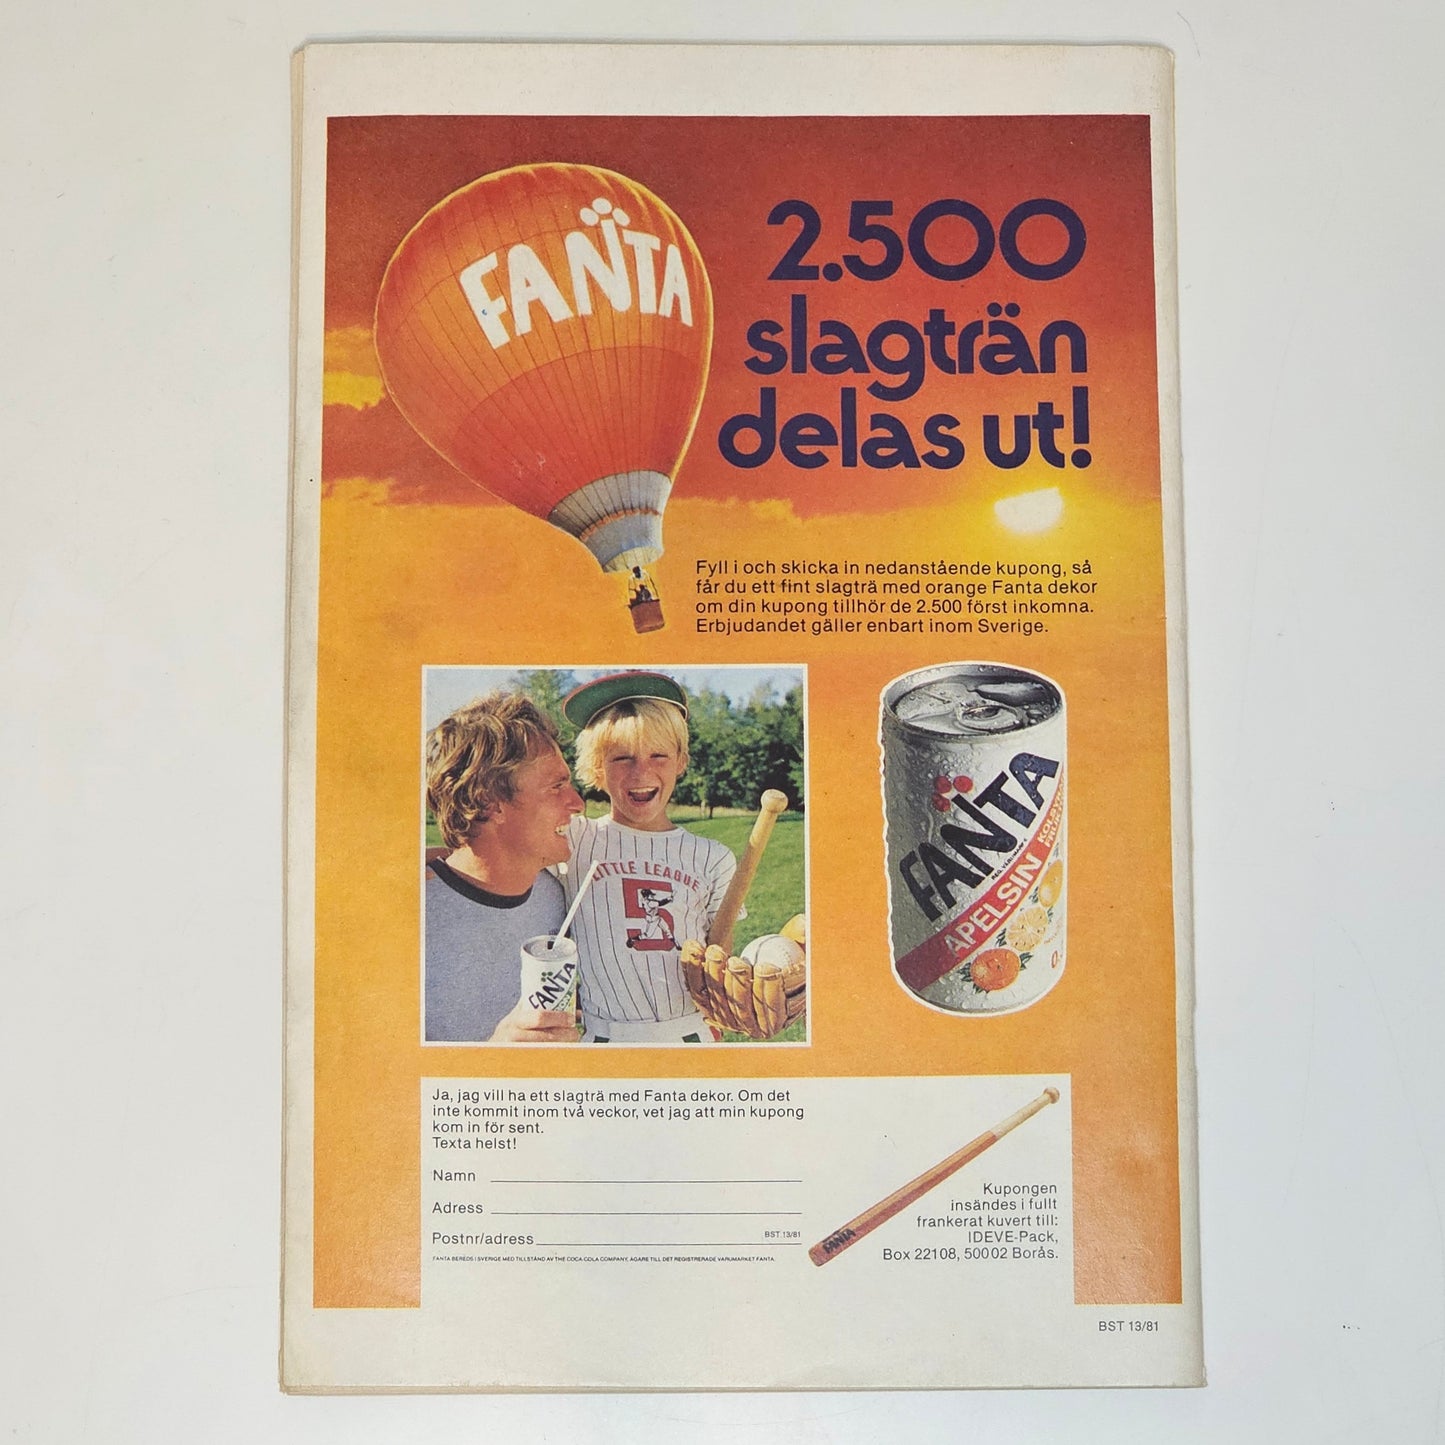 FANTA
2.500
slagträn
delas ut!
Fyll i och skicka in nedanstående kupong, så
får du ett fint slagträ med orange Fanta dekor
om din kupong tillhör de 2.500 först inkomna.
Erbjudandet gäller enbart inom Sverige.
LITTLE LEAGUE
5
FANTA
FANTA
APELSIN
Ja, jag vill ha ett slagträ med Fanta dekor. Om det
inte kommit inom två veckor, vet jag att min kupong
kom in för sent.
Texta helst!
Namn
Adress
Postnr/adress
BST 13/81
FANTA BEREDS I SVERIGE MED TILLSTÅND AV THE COCA-COLA COMPANY, ÄGARE TILL DET REGISTRERADE VARUMÄRKET FANTA.
FANTA
Kupongen
insändes i fullt
frankerat kuvert till:
IDEVE-Pack,
Box 22108, 500 02 Borås.
BST 13/81